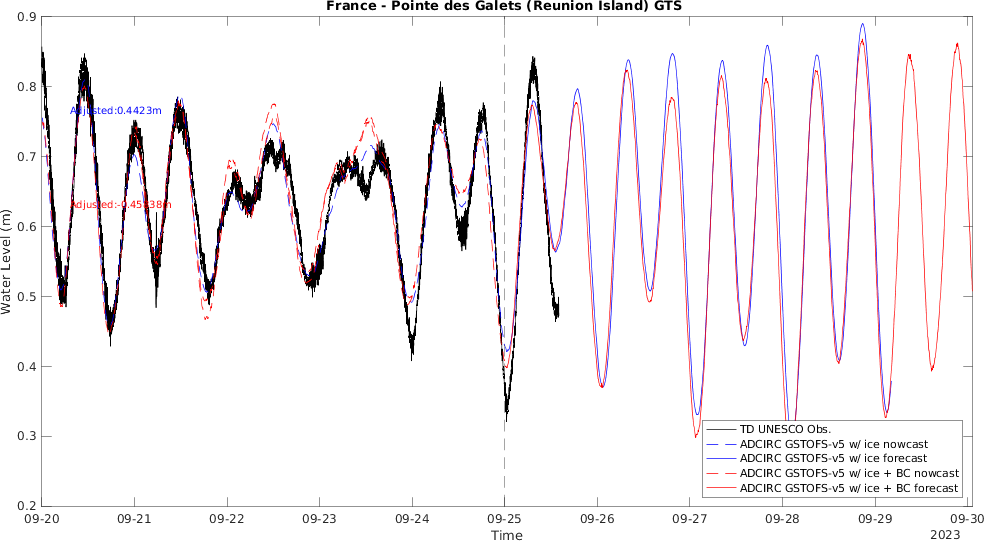 France - Pointe des Galets (Reunion Island) GTS
0.9
0.8
0.7
0.6
0.5
0.4
0.3
0.2
Water Level (m)
Adjusted:0.4423m
TD UNESCO Obs.
ADCIRC GSTOFS-v5 w/ ice nowcast
ADCIRC GSTOFS-v5 w/ ice forecast
ADCIRC GSTOFS-v5 w/ ice + BC nowcast
ADCIRC GSTOFS-v5 w/ ice + BC forecast
09-20 09-21 09-22 09-23 09-24 09-25 09-26 09-27 09-28 09-29 09-30
Time
2023